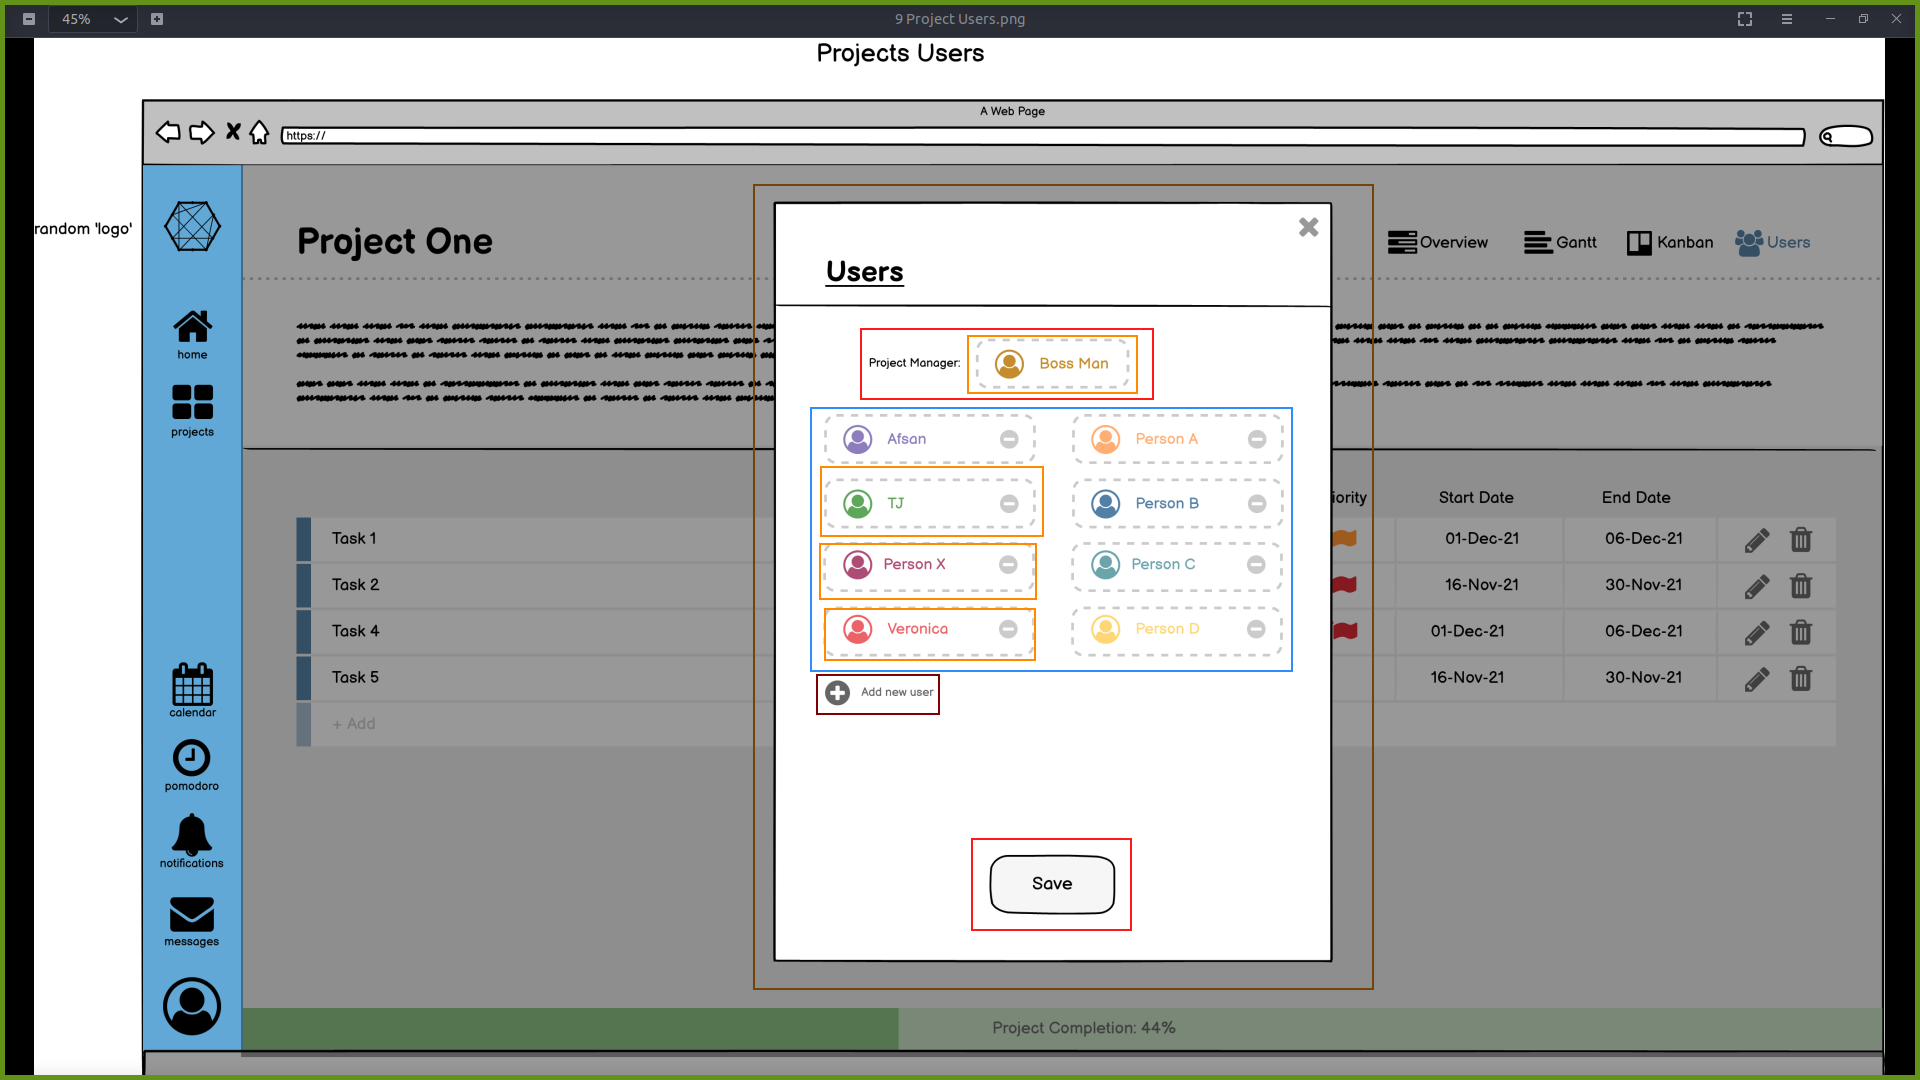 45%
9 Project Users.png
Projects Users
A Web Page
https://
random 'logo'
Project One
Overview
Gantt
Kanban
Users
home
projects
calendar
pomodoro
notifications
messages
Users
Project Manager:
Boss Man
Afsan
Person A
TJ
Person B
Person X
Person C
Veronica
Person D
Add new user
Save
iority
Start Date
End Date
Task 1
01-Dec-21
06-Dec-21
Task 2
16-Nov-21
30-Nov-21
Task 4
01-Dec-21
06-Dec-21
Task 5
16-Nov-21
30-Nov-21
+ Add
Project Completion: 44%